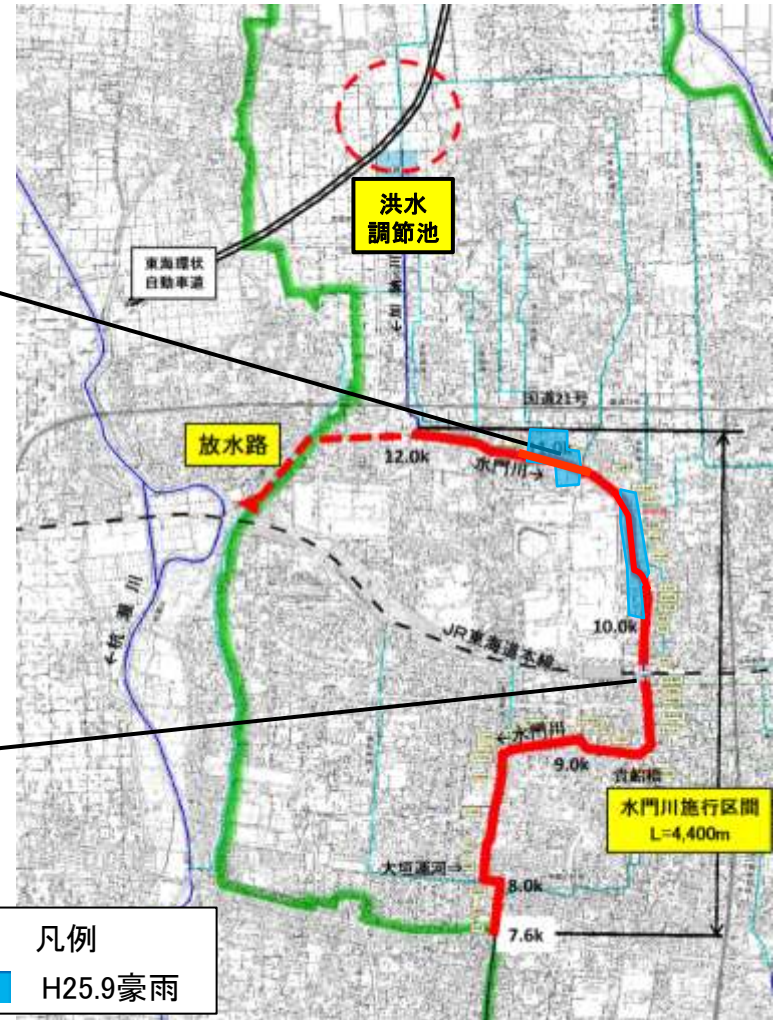 洪水
調節池
東海環状
自動車道
国道21号
放水路
12.0k
水門川→
←杭瀬川
10.0k
JR東海道本線
←水門川
9.0k
貴船橋
水門川施行区間
L=4,400m
大垣運河→
8.0k
7.6k
凡例
H25.9豪雨